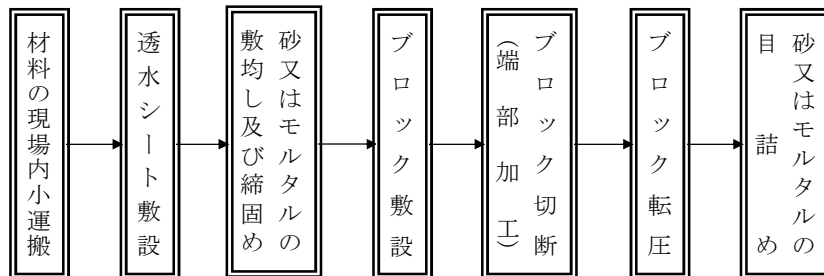 材料の現場内小運搬
透水シート敷設
砂又はモルタルの
敷均し及び締固め
ブロック敷設
ブロック切断
(端部加工)
ブロック転圧
砂又はモルタルの
目詰め